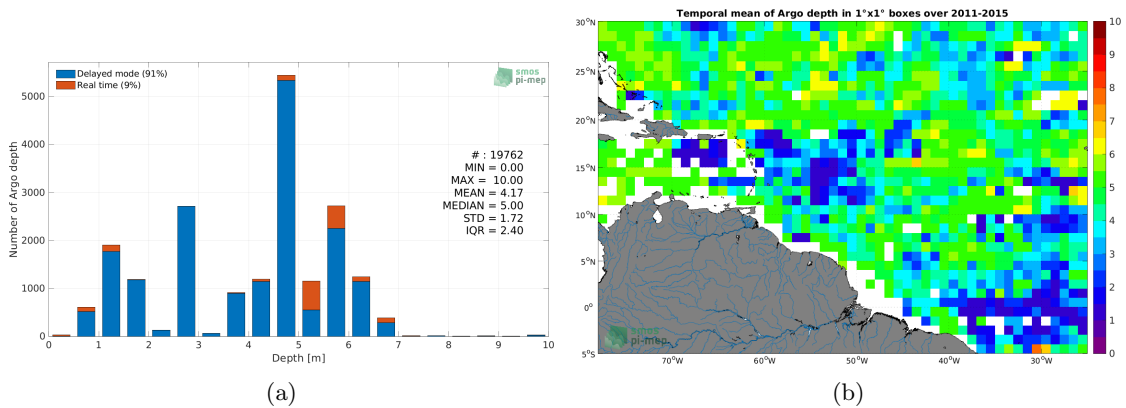 Delayed mode (91%)
Real time (9%)
smos
pi-mep
Number of Argo depth
5000
4000
3000
2000
1000
0
# : 19762
MIN = 0.00
MAX = 10.00
MEAN = 4.17
MEDIAN = 5.00
STD = 1.72
IQR = 2.40
0 1 2 3 4 5 6 7 8 9 10
Depth [m]
(a)
Temporal mean of Argo depth in 1°x1° boxes over 2011-2015
30°N
25°N
20°N
15°N
10°N
5°N
0°
5°S
70°W 60°W 50°W 40°W 30°W
smos
pi-mep
10
9
8
7
6
5
4
3
2
1
0
(b)